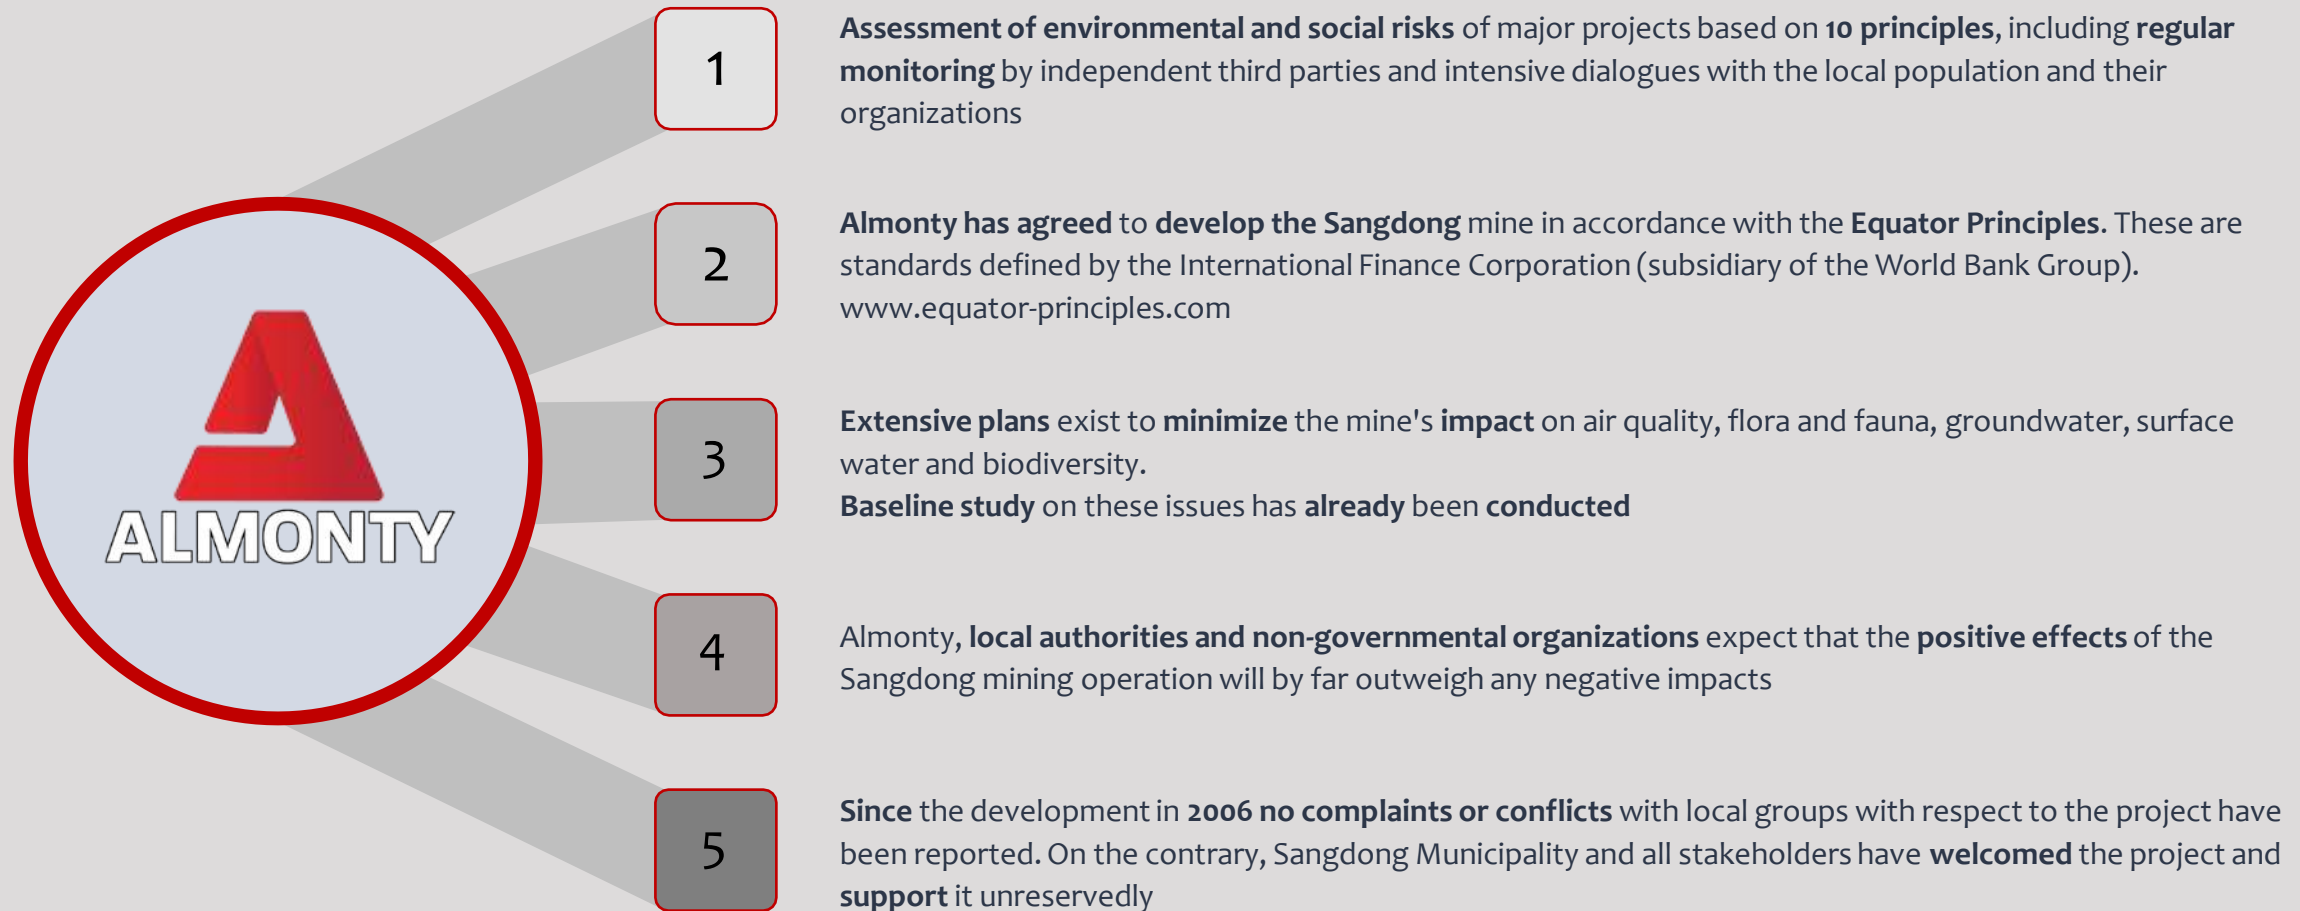 1
Assessment of environmental and social risks of major projects based on 10 principles, including regular
monitoring by independent third parties and intensive dialogues with the local population and their
organizations
2
Almonty has agreed to develop the Sangdong mine in accordance with the Equator Principles. These are
standards defined by the International Finance Corporation (subsidiary of the World Bank Group).
www.equator-principles.com
ALMONTY
3
Extensive plans exist to minimize the mine's impact on air quality, flora and fauna, groundwater, surface
water and biodiversity.
Baseline study on these issues has already been conducted
4
Almonty, local authorities and non-governmental organizations expect that the positive effects of the
Sangdong mining operation will by far outweigh any negative impacts
5
Since the development in 2006 no complaints or conflicts with local groups with respect to the project have
been reported. On the contrary, Sangdong Municipality and all stakeholders have welcomed the project and
support it unreservedly